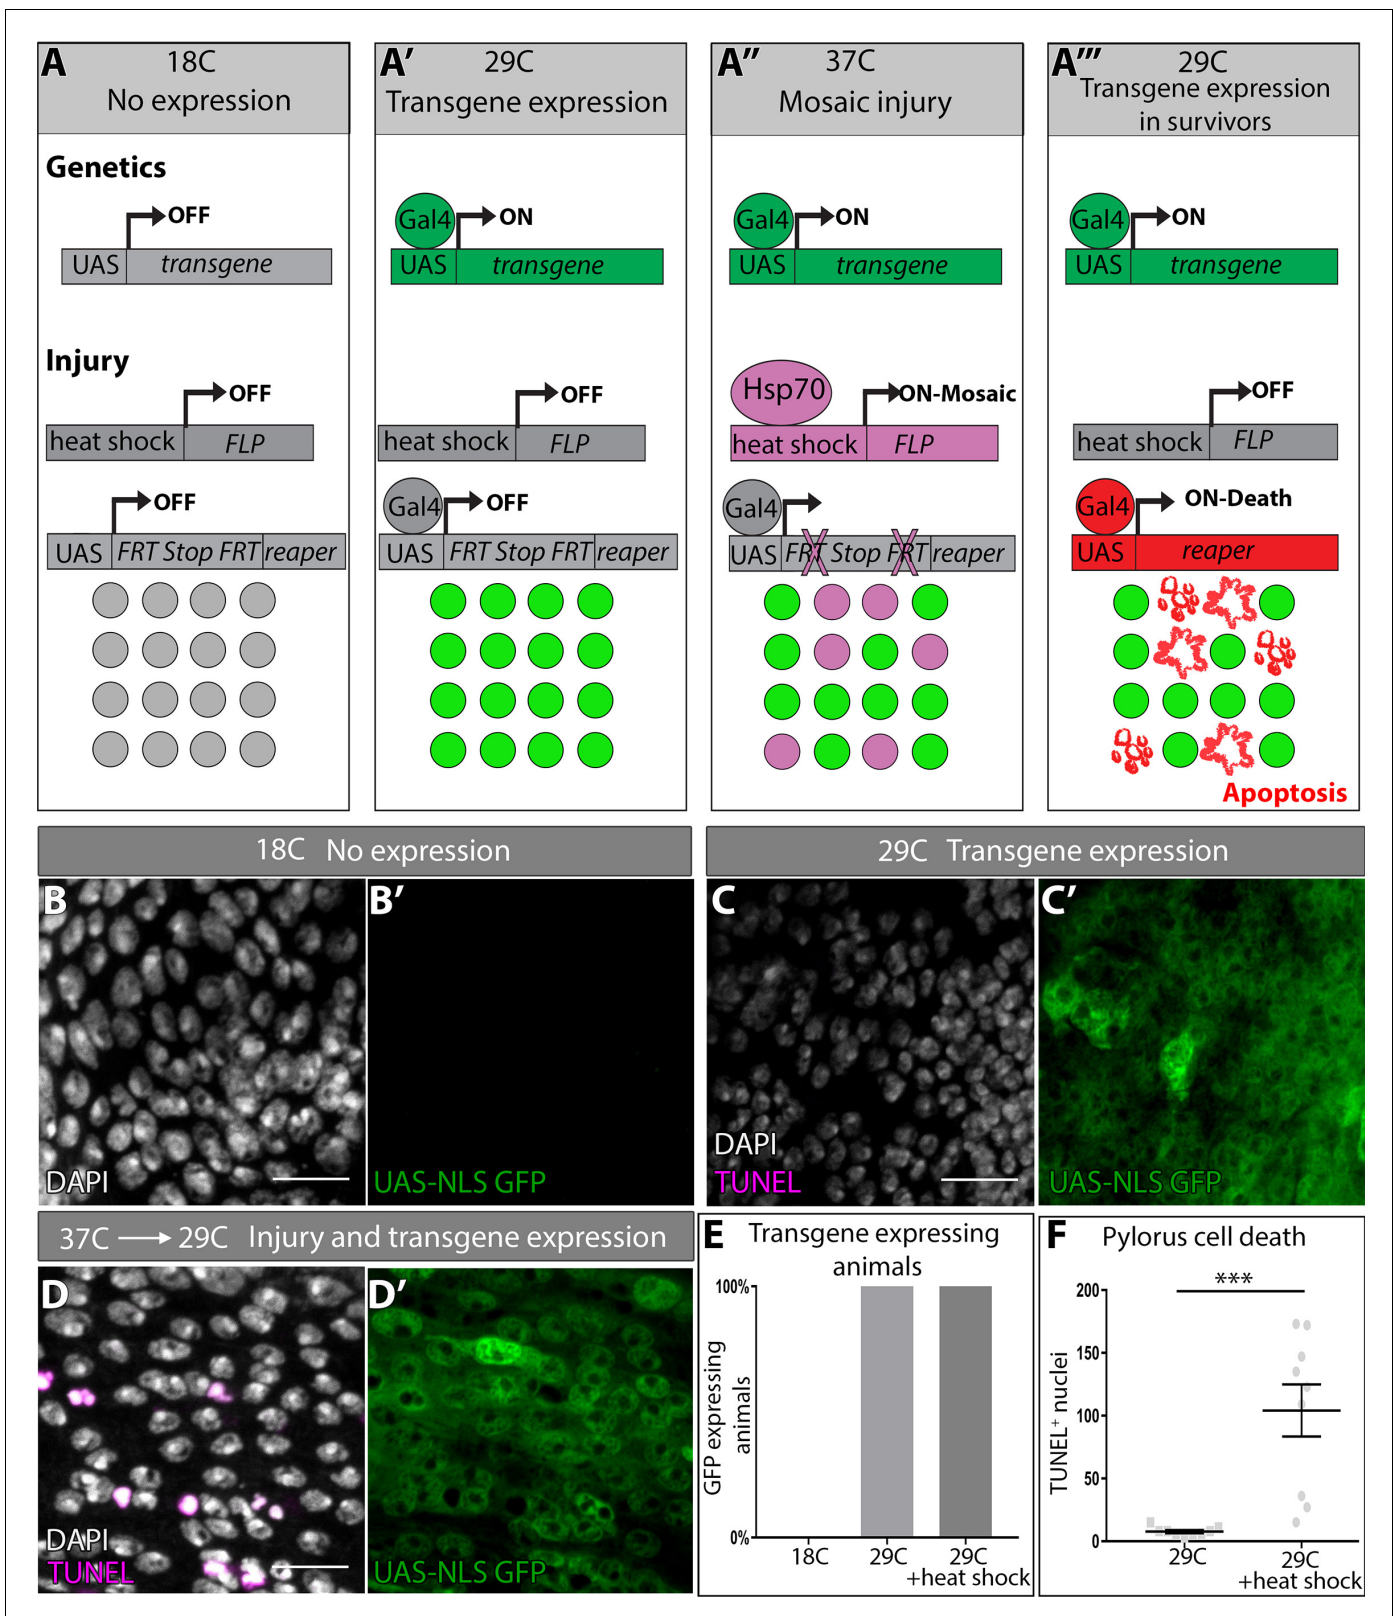 A
18C
No expression
Genetics
OFF
UAS transgene
Injury
OFF
heat shock FLP
OFF
UAS FRT Stop FRT reaper
A′
29C
Transgene expression
Gal4 ON
UAS transgene
OFF
heat shock FLP
Gal4 OFF
UAS FRT Stop FRT reaper
A″
37C
Mosaic injury
Gal4 ON
UAS transgene
Hsp70 ON-Mosaic
heat shock FLP
Gal4
UAS FRT Stop FRT reaper
A‴
29C
Transgene expression
in survivors
Gal4 ON
UAS transgene
OFF
heat shock FLP
Gal4 ON-Death
UAS reaper
Apoptosis
18C No expression
B
DAPI
B′
UAS-NLS GFP
29C Transgene expression
C
DAPI
TUNEL
C′
UAS-NLS GFP
37C → 29C Injury and transgene expression
D
DAPI
TUNEL
D′
UAS-NLS GFP
E Transgene expressing
animals
GFP expressing
animals
100%
0%
18C 29C 29C
+heat shock
F Pylorus cell death
***
TUNEL⁺ nuclei
200
150
100
50
0
29C 29C
+heat shock